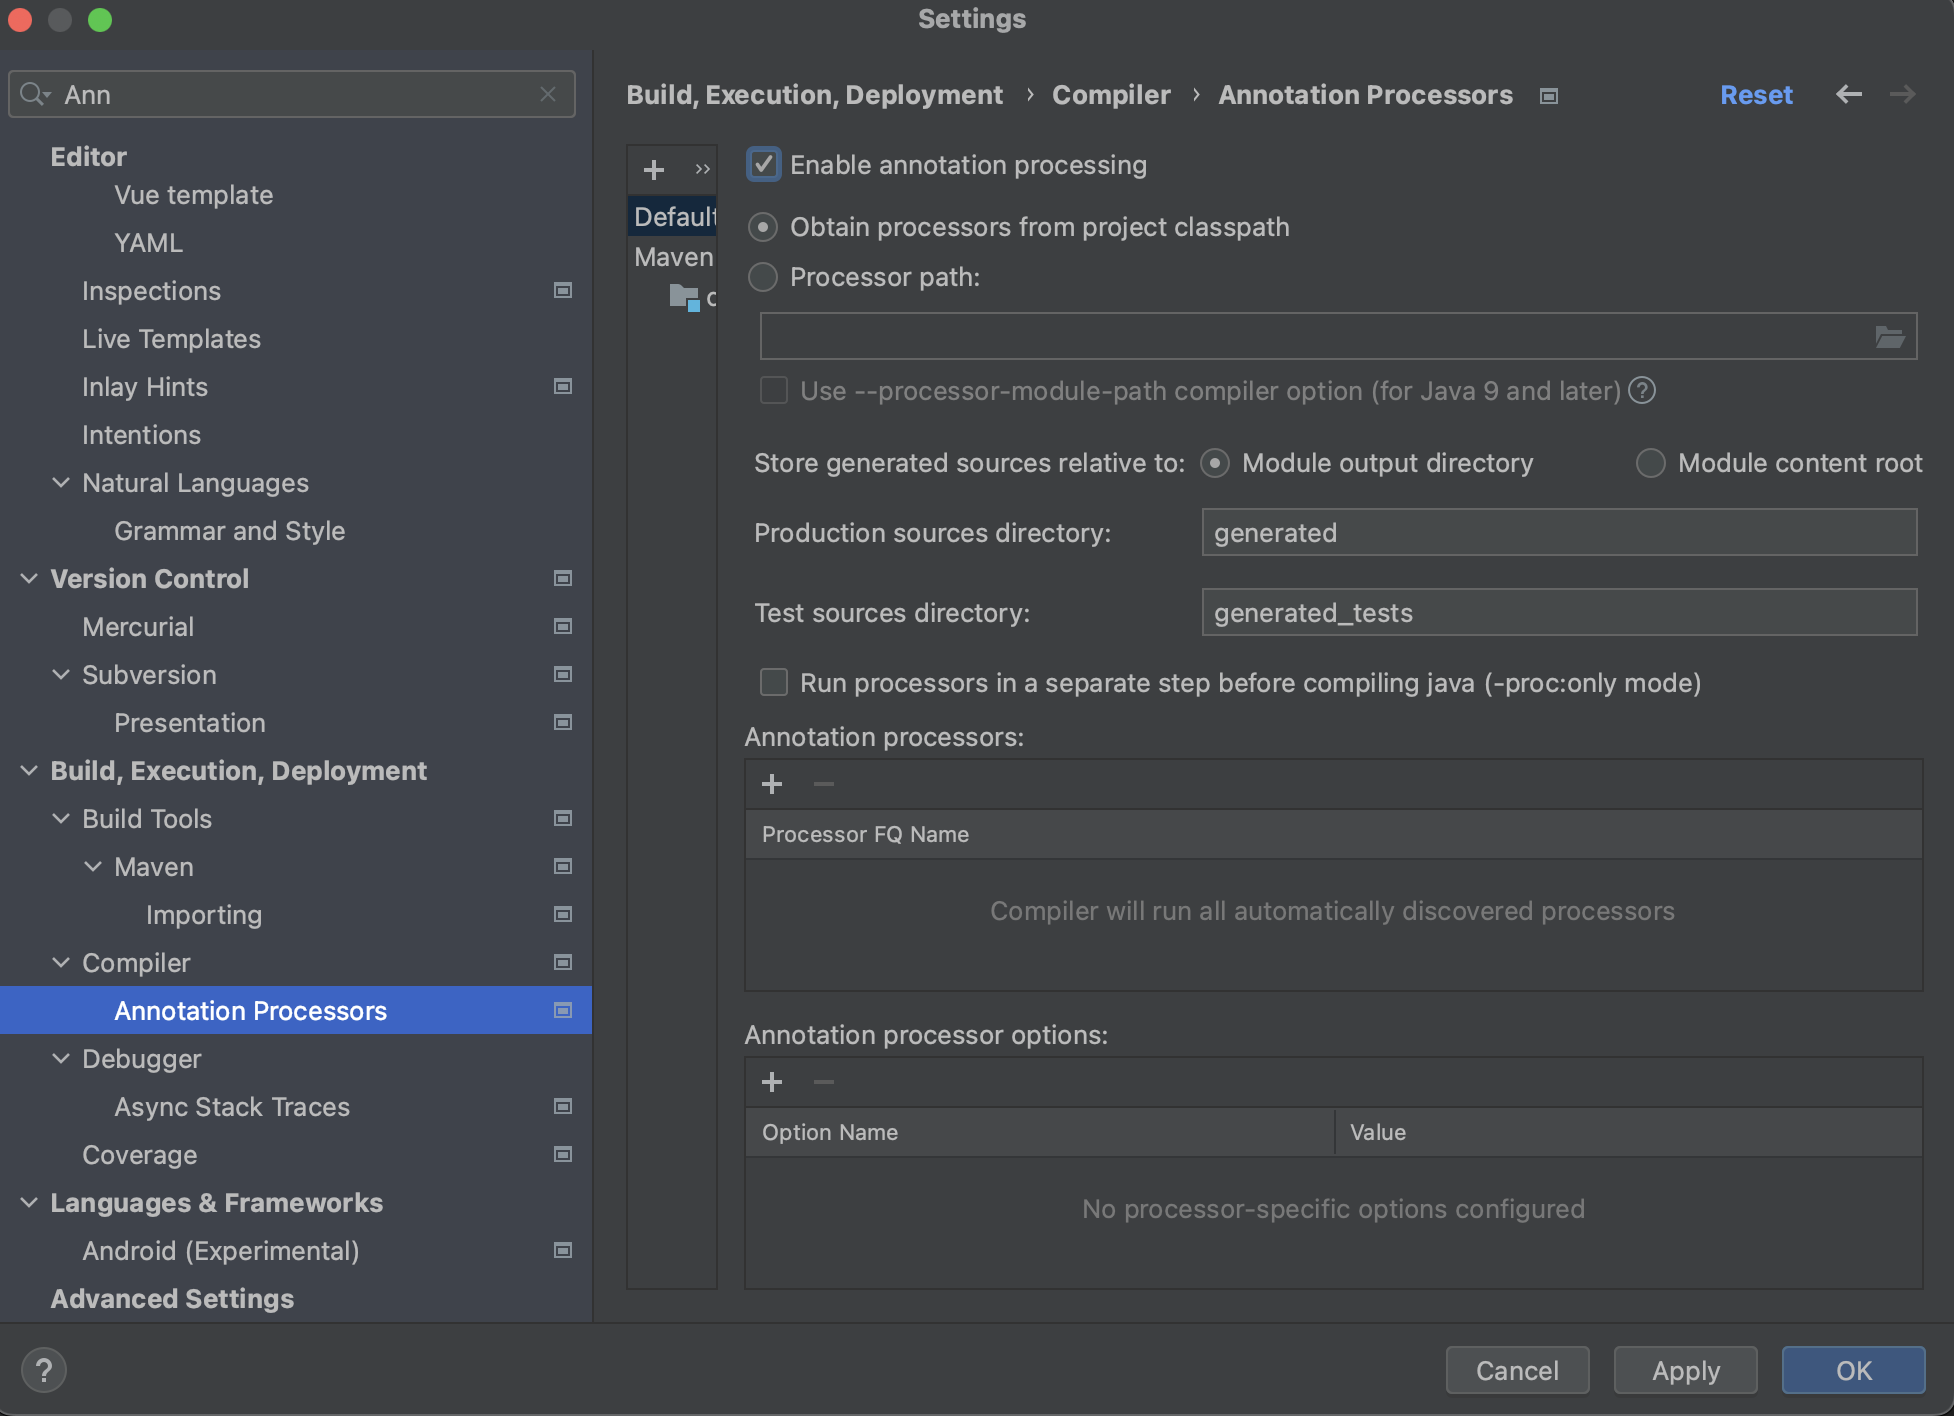 Settings
Ann
Editor
Vue template
YAML
Inspections
Live Templates
Inlay Hints
Intentions
Natural Languages
Grammar and Style
Version Control
Mercurial
Subversion
Presentation
Build, Execution, Deployment
Build Tools
Maven
Importing
Compiler
Annotation Processors
Debugger
Async Stack Traces
Coverage
Languages & Frameworks
Android (Experimental)
Advanced Settings
Build, Execution, Deployment › Compiler › Annotation Processors
Reset
Default
Maven
Enable annotation processing
Obtain processors from project classpath
Processor path:
Use --processor-module-path compiler option (for Java 9 and later) ?
Store generated sources relative to: Module output directory Module content root
Production sources directory: generated
Test sources directory: generated_tests
Run processors in a separate step before compiling java (-proc:only mode)
Annotation processors:
Processor FQ Name
Compiler will run all automatically discovered processors
Annotation processor options:
Option Name Value
No processor-specific options configured
? Cancel Apply OK